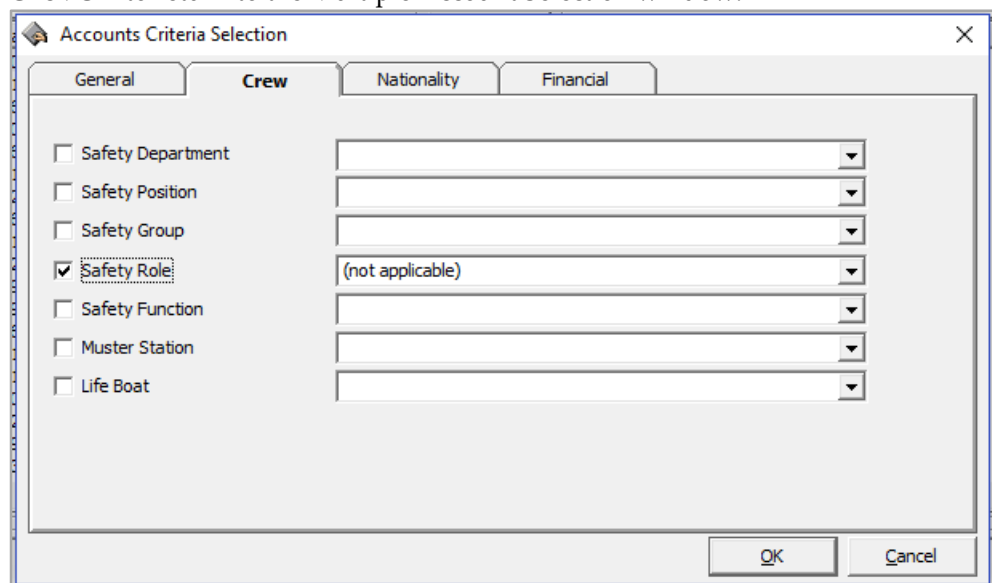 Accounts Criteria Selection
General Crew Nationality Financial
Safety Department
Safety Position
Safety Group
Safety Role (not applicable)
Safety Function
Muster Station
Life Boat
OK Cancel